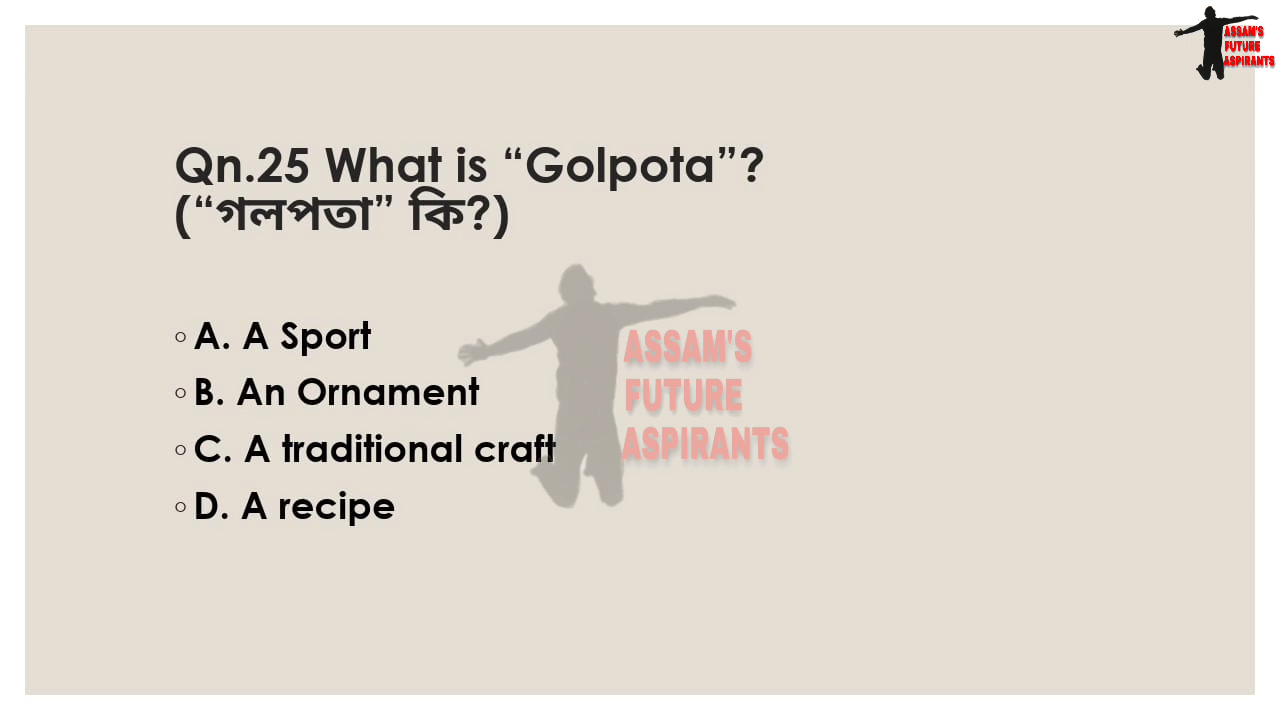 ASSAM'S
FUTURE
ASPIRANTS
Qn.25 What is “Golpota”?
(“গলপতা” কি?)
A. A Sport
B. An Ornament
C. A traditional craft
D. A recipe
ASSAM'S
FUTURE
ASPIRANTS